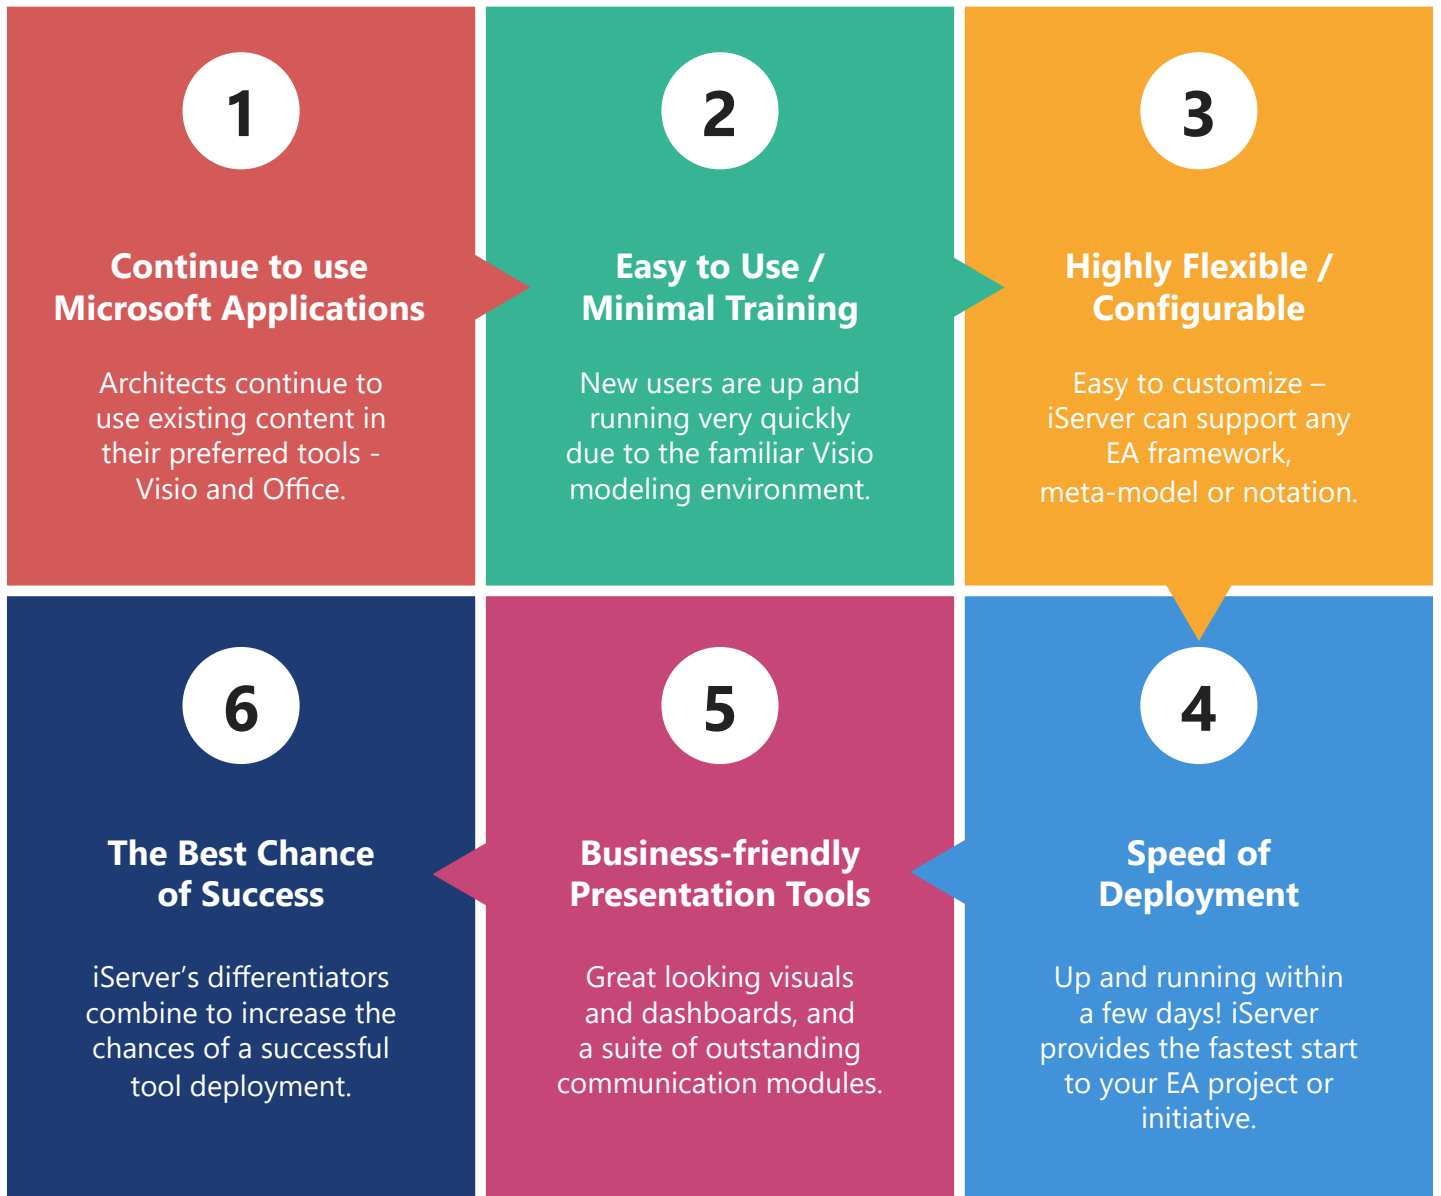 1
Continue to use
Microsoft Applications
Architects continue to
use existing content in
their preferred tools -
Visio and Office.
2
Easy to Use /
Minimal Training
New users are up and
running very quickly
due to the familiar Visio
modeling environment.
3
Highly Flexible /
Configurable
Easy to customize –
iServer can support any
EA framework,
meta-model or notation.
4
Speed of
Deployment
Up and running within
a few days! iServer
provides the fastest start
to your EA project or
initiative.
5
Business-friendly
Presentation Tools
Great looking visuals
and dashboards, and
a suite of outstanding
communication modules.
6
The Best Chance
of Success
iServer’s differentiators
combine to increase the
chances of a successful
tool deployment.